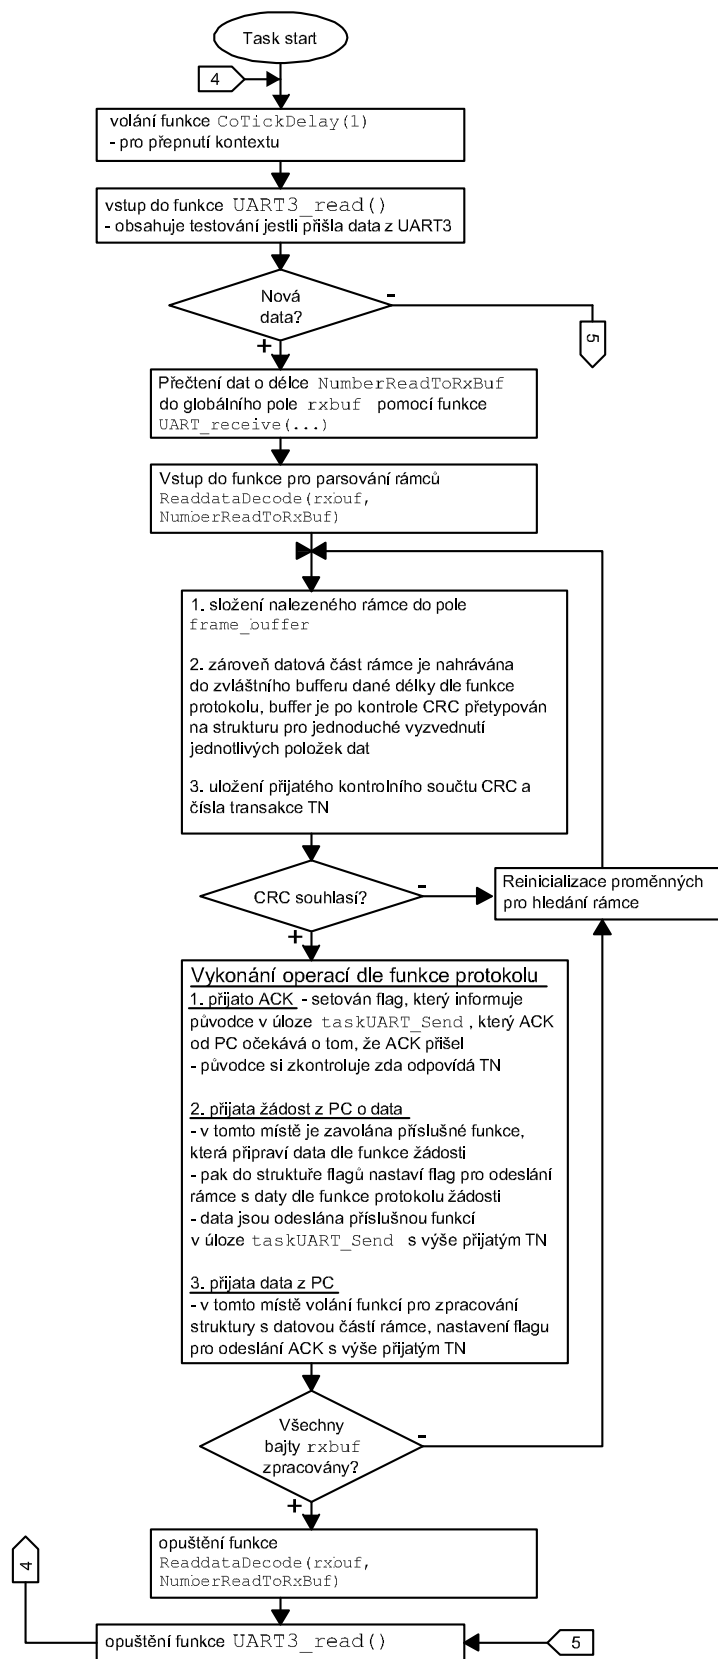 Task start
4
volání funkce CoTickDelay(1)
- pro přepnutí kontextu
vstup do funkce UART3_read()
- obsahuje testování jestli přišla data z UART3
Nová
data?
-
+
5
Přečtení dat o délce NumberReadToRxBuf
do globálního pole rxbuf pomocí funkce
UART_receive(...)
Vstup do funkce pro parsování rámců
ReaddataDecode(rxbuf,
NumberReadToRxBuf)
1. složení nalezeného rámce do pole
frame_buffer
2. zároveň datová část rámce je nahrávána
do zvláštního bufferu dané délky dle funkce
protokolu, buffer je po kontrole CRC přetypován
na strukturu pro jednoduché vyzvednutí
jednotlivých položek dat
3. uložení přijatého kontrolního součtu CRC a
čísla transakce TN
CRC souhlasí?
-
+
Reinicializace proměnných
pro hledání rámce
Vykonání operací dle funkce protokolu
1. přijato ACK - setován flag, který informuje
původce v úloze taskUART_Send, který ACK
od PC očekává o tom, že ACK přišel
- původce si zkontroluje zda odpovídá TN
2. přijata žádost z PC o data
- v tomto místě je zavolána příslušné funkce,
která připraví data dle funkce žádosti
- pak do struktuře flagů nastaví flag pro odeslání
rámce s daty dle funkce protokolu žádosti
- data jsou odeslána příslušnou funkcí
v úloze taskUART_Send s výše přijatým TN
3. přijata data z PC
- v tomto místě volání funkcí pro zpracování
struktury s datovou částí rámce, nastavení flagu
pro odeslání ACK s výše přijatým TN
Všechny
bajty rxbuf
zpracovány?
-
+
opuštění funkce
ReaddataDecode(rxbuf,
NumberReadToRxBuf)
4
opuštění funkce UART3_read()
5